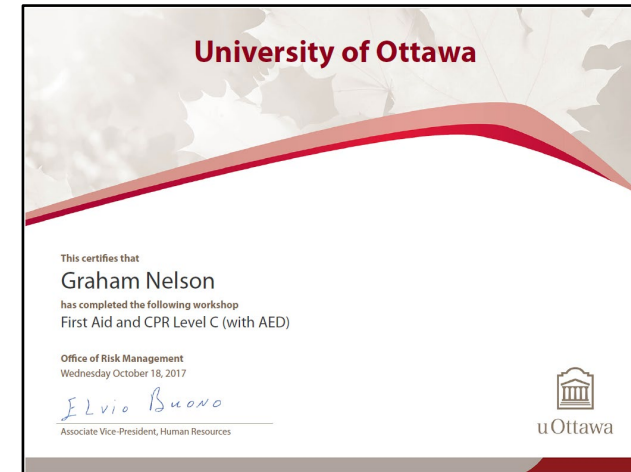 University of Ottawa
This certifies that
Graham Nelson
has completed the following workshop
First Aid and CPR Level C (with AED)
Office of Risk Management
Wednesday October 18, 2017
Elvio Buono
Associate Vice-President, Human Resources
uOttawa